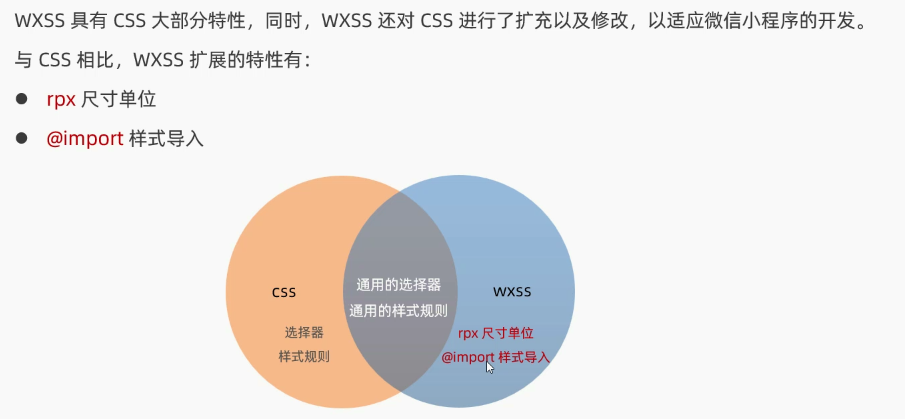 WXSS 具有 CSS 大部分特性，同时，WXSS 还对 CSS 进行了扩充以及修改，以适应微信小程序的开发。
与 CSS 相比，WXSS 扩展的特性有：
● rpx 尺寸单位
● @import 样式导入
css
选择器
样式规则
通用的选择器
通用的样式规则
wxss
rpx 尺寸单位
@import 样式导入